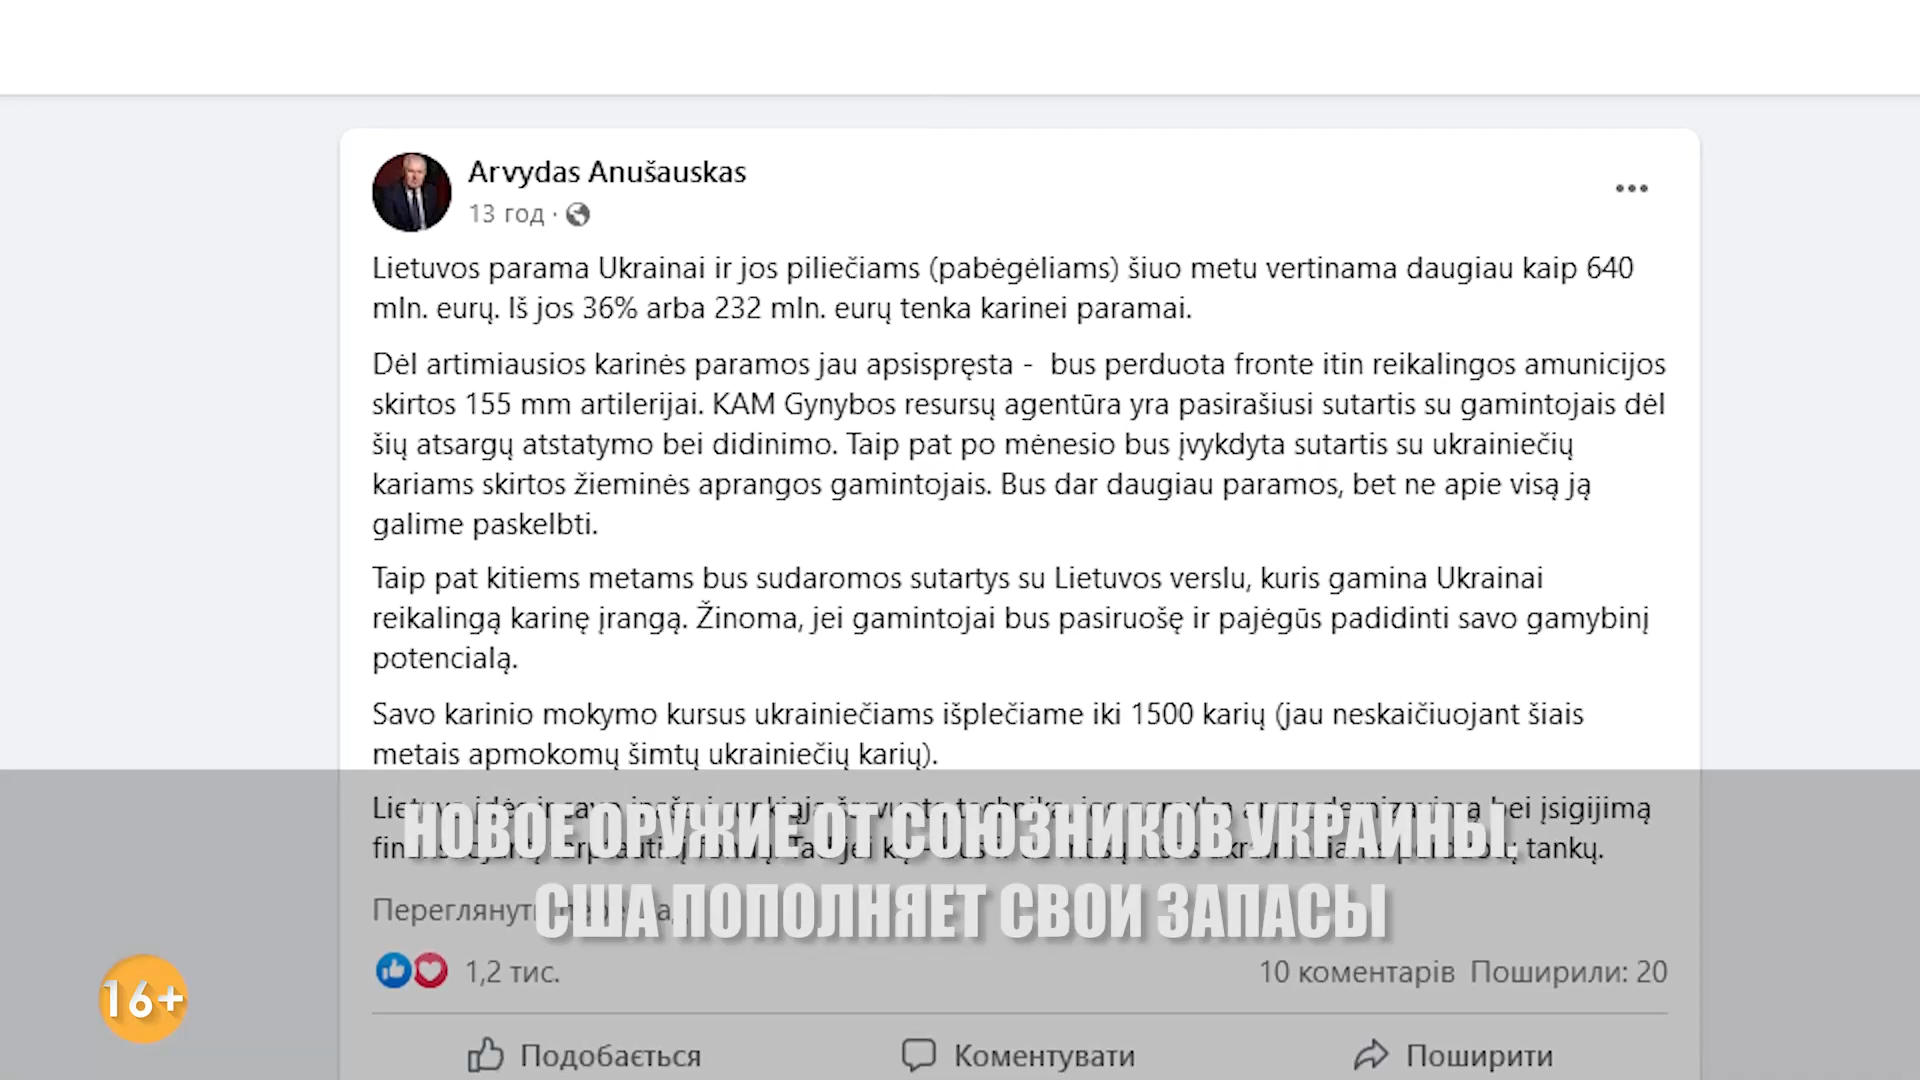 Arvydas Anušauskas
13 год ·
Lietuvos parama Ukrainai ir jos piliečiams (pabėgėliams) šiuo metu vertinama daugiau kaip 640
mln. eurų. Iš jos 36% arba 232 mln. eurų tenka karinei paramai.
Dėl artimiausios karinės paramos jau apsispręsta - bus perduota fronte itin reikalingos amunicijos
skirtos 155 mm artilerijai. KAM Gynybos resursų agentūra yra pasirašiusi sutartis su gamintojais dėl
šių atsargų atstatymo bei didinimo. Taip pat po mėnesio bus įvykdyta sutartis su ukrainiečių
kariams skirtos žieminės aprangos gamintojais. Bus dar daugiau paramos, bet ne apie visą ją
galime paskelbti.
Taip pat kitiems metams bus sudaromos sutartys su Lietuvos verslu, kuris gamina Ukrainai
reikalingą karinę įrangą. Žinoma, jei gamintojai bus pasiruošę ir pajėgūs padidinti savo gamybinį
potencialą.
Savo karinio mokymo kursus ukrainiečiams išplečiame iki 1500 karių (jau neskaičiuojant šiais
metais apmokomų šimtų ukrainiečių karių).
bei įsigijimą
tankų.
НОВОЕ ОРУЖИЕ ОТ СОЮЗНИКОВ УКРАИНЫ.
США ПОПОЛНЯЕТ СВОИ ЗАПАСЫ
1,2 тис.
10 коментарів Поширили: 20
16+
Подобається
Коментувати
Поширити